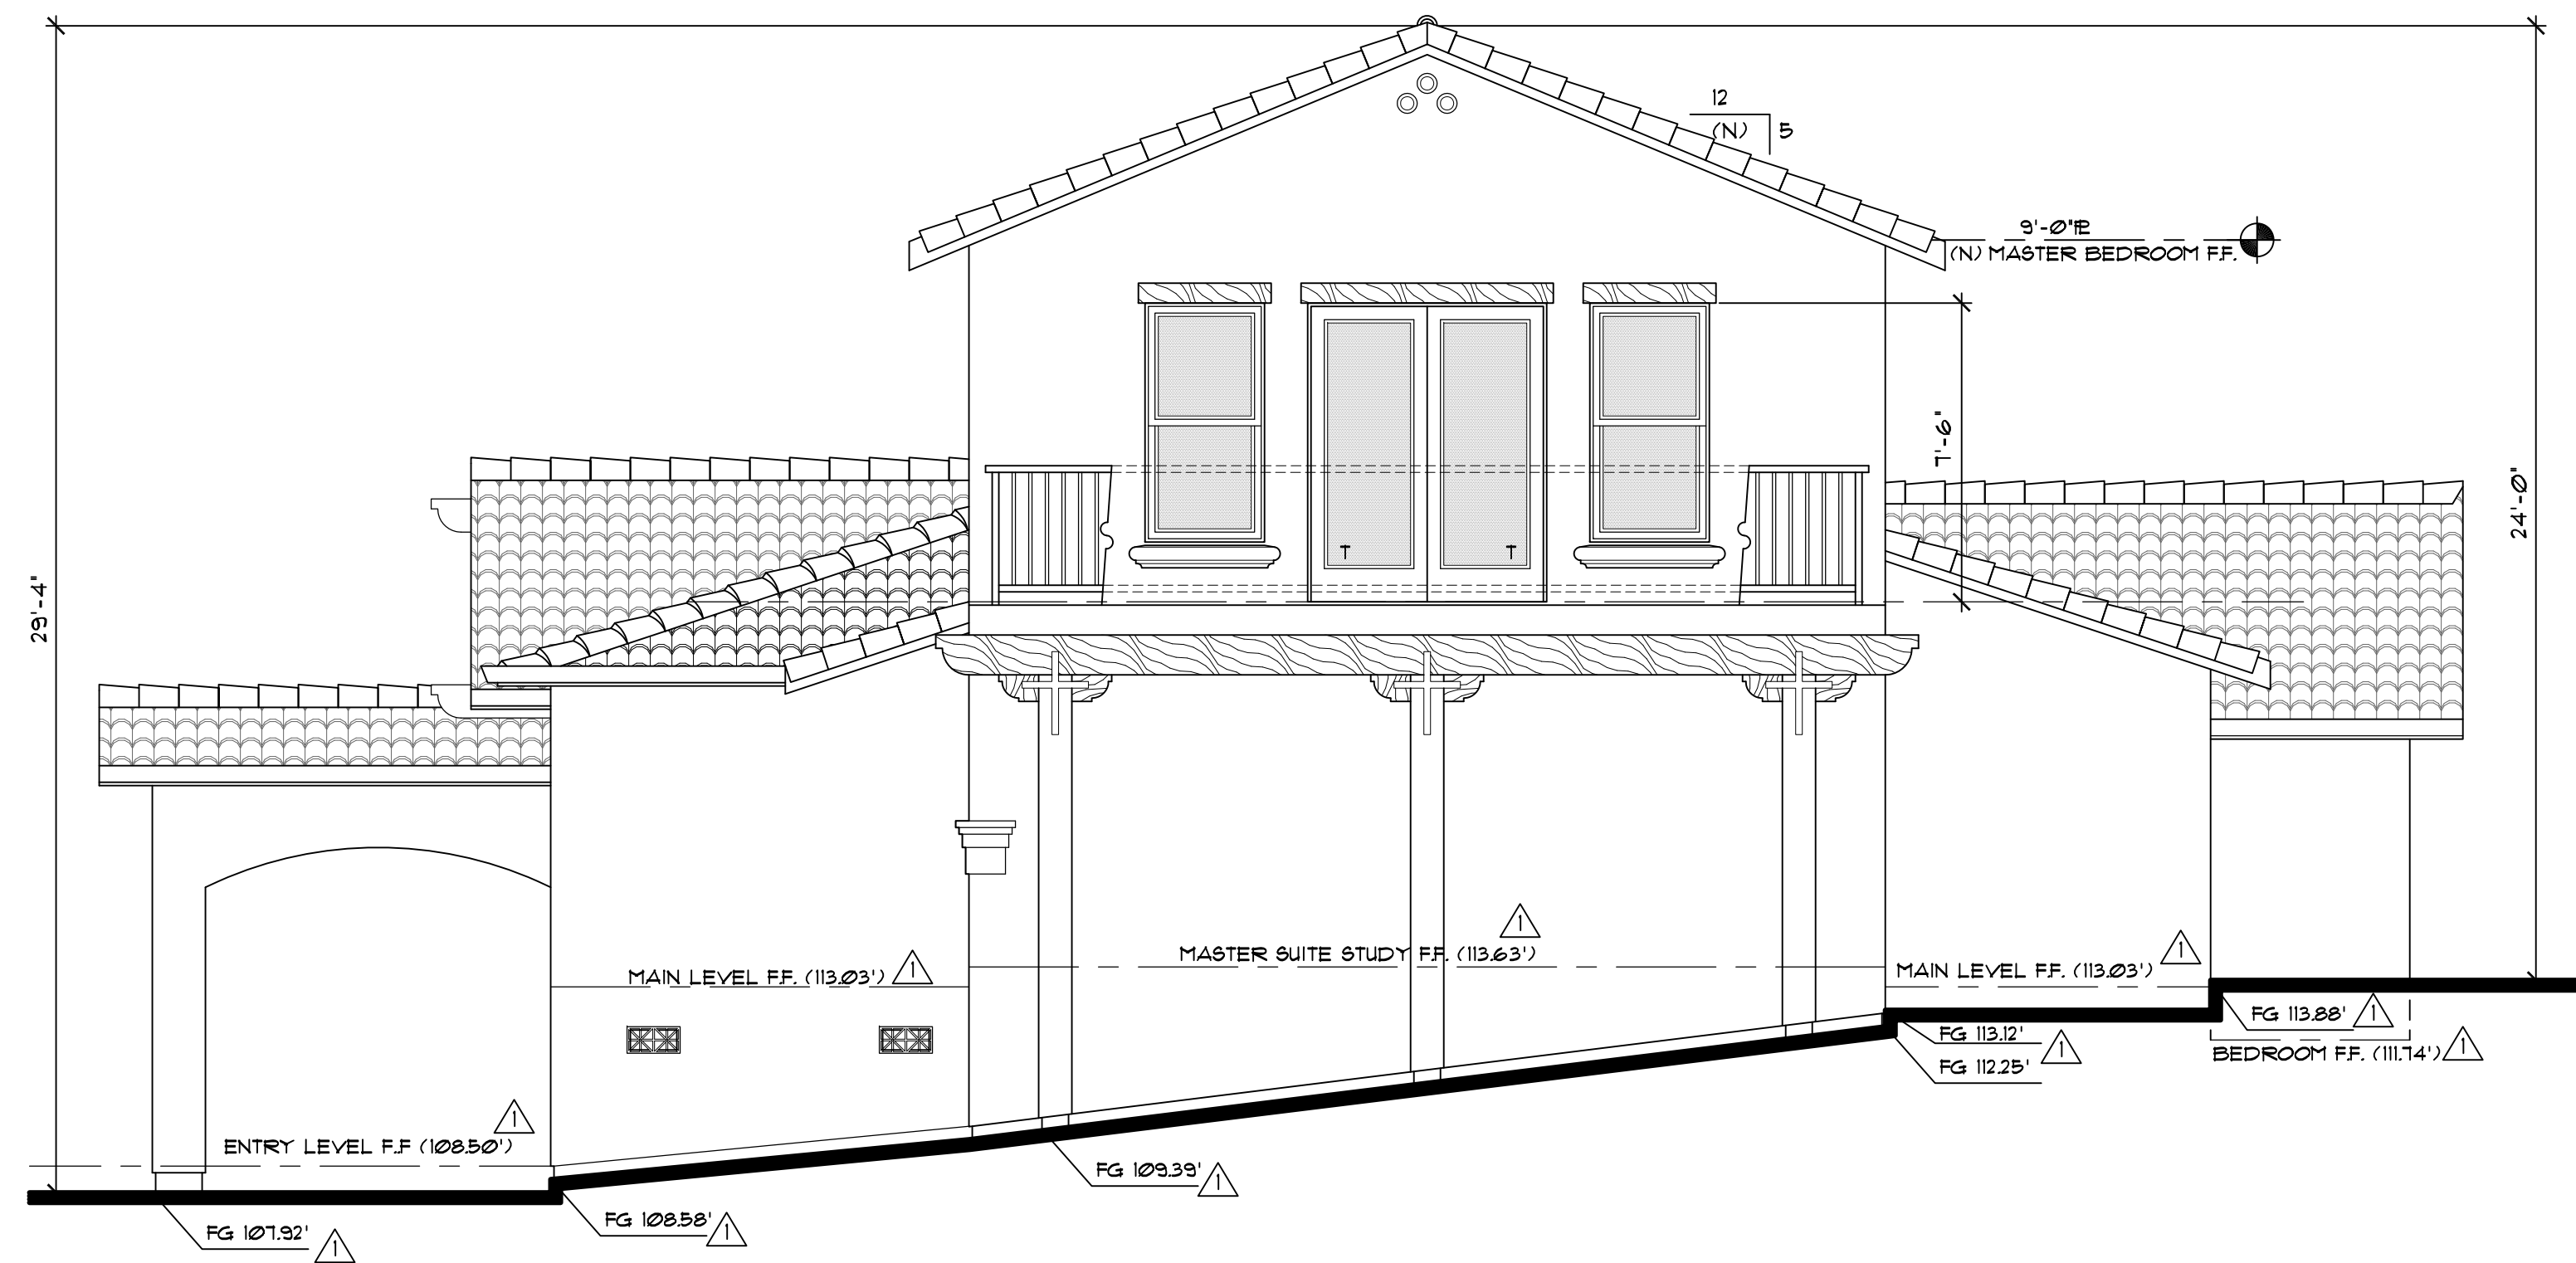 12
(N) 5
9'-0" PL
(N) MASTER BEDROOM F.F.
7'-6"
29'-4"
24'-0"
1
MASTER SUITE STUDY F.F. (113.63')
MAIN LEVEL F.F. (113.03') 1
MAIN LEVEL F.F. (113.03') 1
FG 113.88' 1
FG 113.12' 1
FG 112.25'
BEDROOM F.F. (111.74') 1
1
ENTRY LEVEL F.F (108.50')
FG 109.39' 1
FG 108.58' 1
FG 107.92' 1